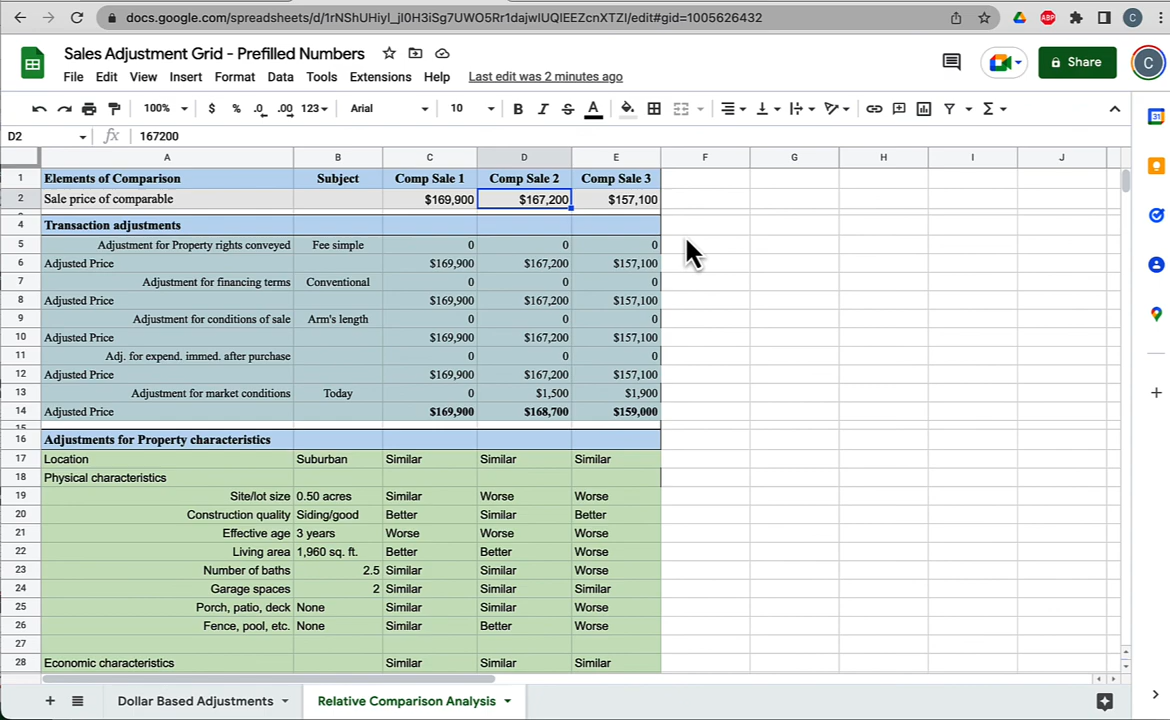 docs.google.com/spreadsheets/d/1rNShUHiyl_jI0H3iSg7UWO5Rr1dajwIUQIEEZcnXTZI/edit#gid=1005626432
ABP
C
Sales Adjustment Grid - Prefilled Numbers
File Edit View Insert Format Data Tools Extensions Help Last edit was 2 minutes ago
Share
C
100% $ % .0 .00 123 Arial 10 B I S A
31
D2 fx 167200
A B C D E F G H I J
1 Elements of Comparison Subject Comp Sale 1 Comp Sale 2 Comp Sale 3
2 Sale price of comparable $169,900 $167,200 $157,100
4 Transaction adjustments
5 Adjustment for Property rights conveyed Fee simple 0 0 0
6 Adjusted Price $169,900 $167,200 $157,100
7 Adjustment for financing terms Conventional 0 0 0
8 Adjusted Price $169,900 $167,200 $157,100
9 Adjustment for conditions of sale Arm's length 0 0 0
10 Adjusted Price $169,900 $167,200 $157,100
11 Adj. for expend. immed. after purchase 0 0 0
12 Adjusted Price $169,900 $167,200 $157,100
13 Adjustment for market conditions Today 0 $1,500 $1,900
14 Adjusted Price $169,900 $168,700 $159,000
15
16 Adjustments for Property characteristics
17 Location Suburban Similar Similar Similar
18 Physical characteristics
19 Site/lot size 0.50 acres Similar Worse Worse
20 Construction quality Siding/good Better Similar Better
21 Effective age 3 years Worse Worse Worse
22 Living area 1,960 sq. ft. Better Better Worse
23 Number of baths 2.5 Similar Similar Worse
24 Garage spaces 2 Similar Similar Similar
25 Porch, patio, deck None Similar Similar Worse
26 Fence, pool, etc. None Similar Better Worse
27
28 Economic characteristics Similar Similar Similar
Dollar Based Adjustments Relative Comparison Analysis